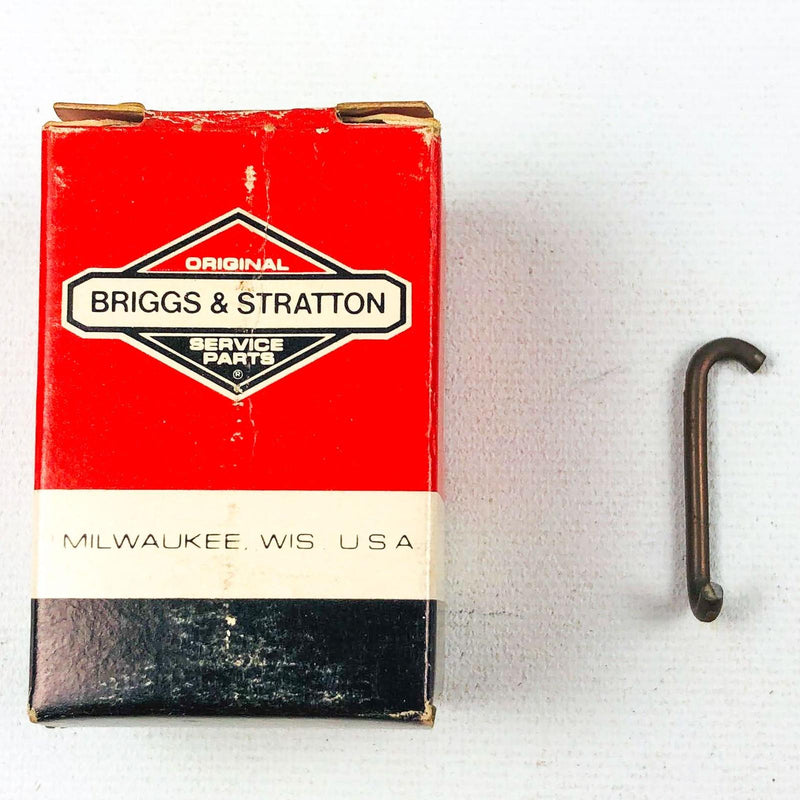 ORIGINAL
BRIGGS & STRATTON
SERVICE
PARTS
®
MILWAUKEE, WIS. U S A